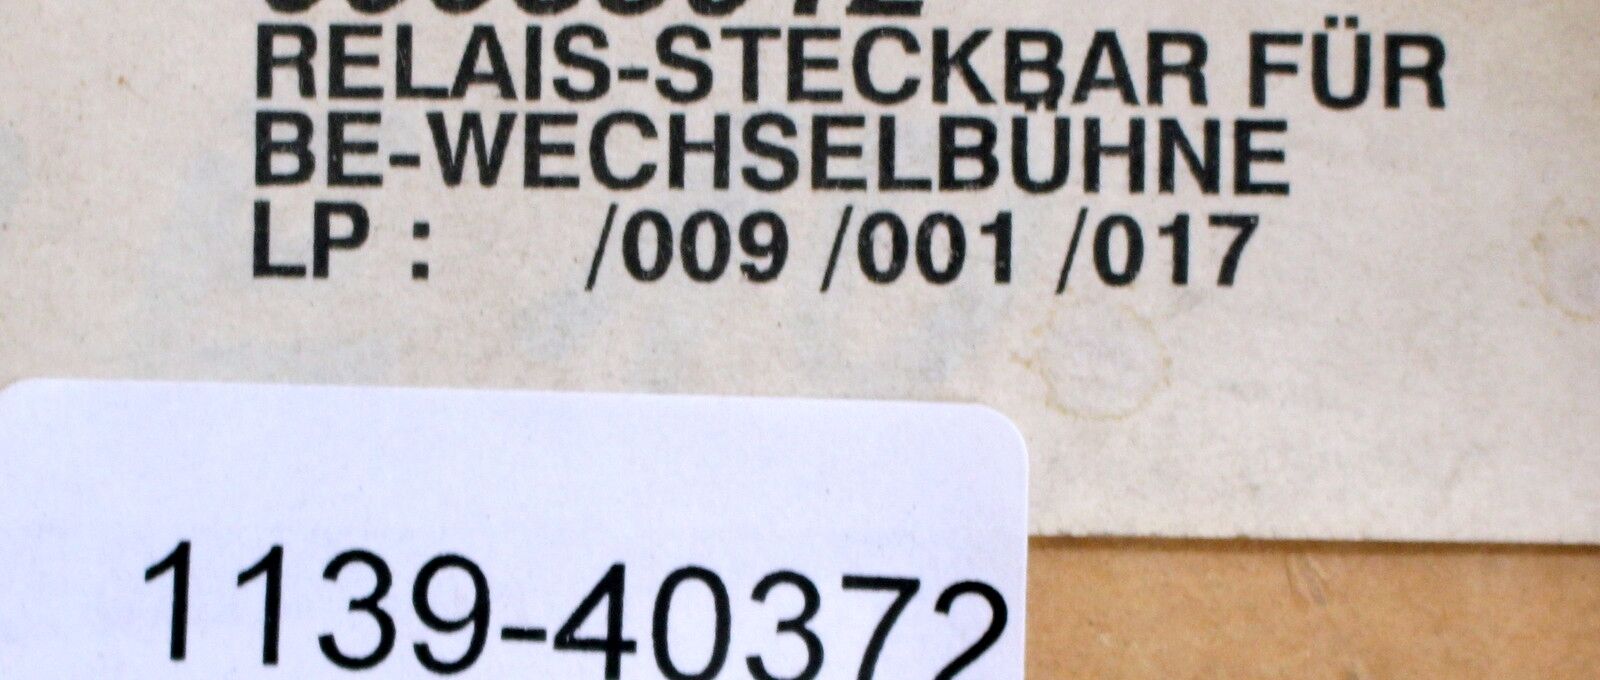 RELAIS-STECKBAR FÜR
BE-WECHSELBÜHNE
LP : /009 /001 /017
1139-40372